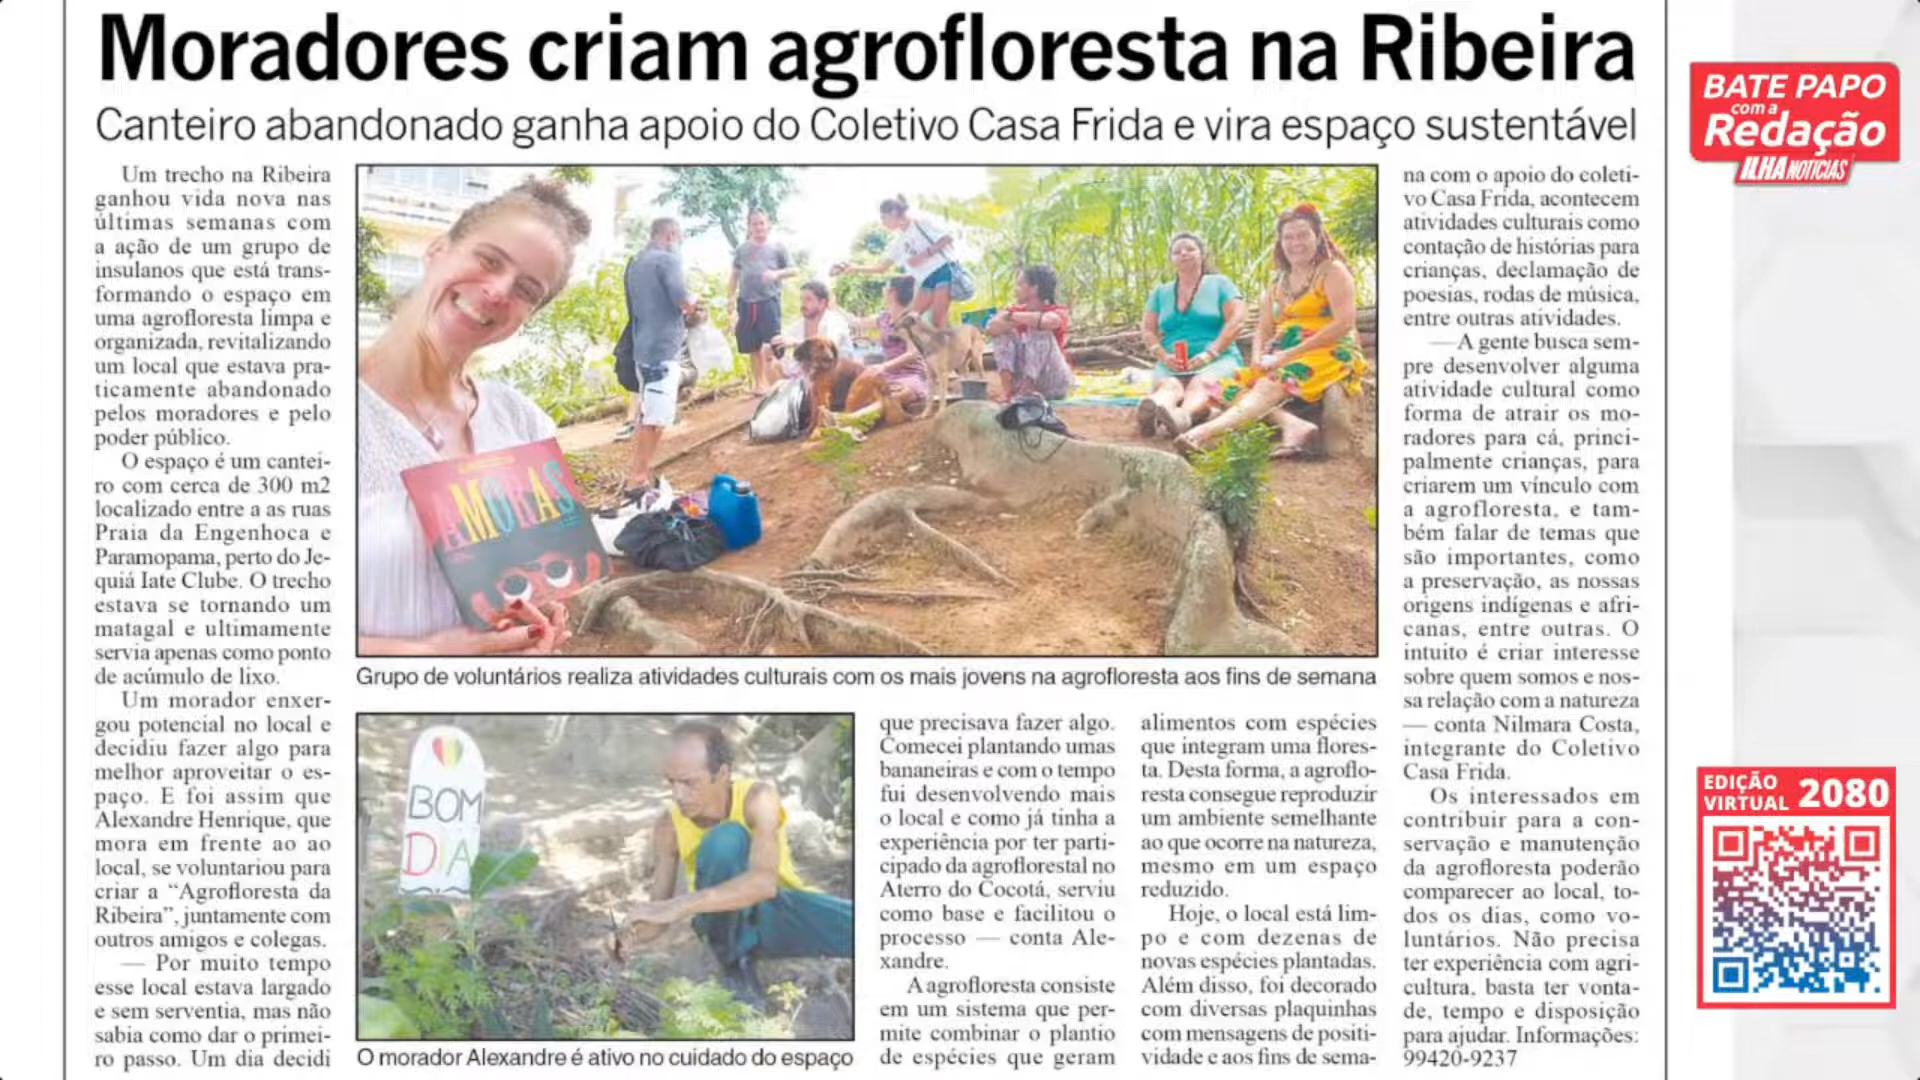 Moradores criam agrofloresta na Ribeira
Canteiro abandonado ganha apoio do Coletivo Casa Frida e vira espaço sustentável
Um trecho na Ribeira
ganhou vida nova nas
últimas semanas com
a ação de um grupo de
insulanos que está trans-
formando o espaço em
uma agrofloresta limpa e
organizada, revitalizando
um local que estava pra-
ticamente abandonado
pelos moradores e pelo
poder público.
O espaço é um cantei-
ro com cerca de 300 m2
localizado entre a as ruas
Praia da Engenhoca e
Paramopama, perto do Je-
quiá Iate Clube. O trecho
estava se tornando um
matagal e ultimamente
servia apenas como ponto
de acúmulo de lixo.
Um morador enxer-
gou potencial no local e
decidiu fazer algo para
melhor aproveitar o es-
paço. E foi assim que
Alexandre Henrique, que
mora em frente ao ao
local, se voluntariou para
criar a “Agrofloresta da
Ribeira”, juntamente com
outros amigos e colegas.
— Por muito tempo
esse local estava largado
e sem serventia, mas não
sabia como dar o primei-
ro passo. Um dia decidi
AMORAS
Grupo de voluntários realiza atividades culturais com os mais jovens na agrofloresta aos fins de semana
BOM
DIA
O morador Alexandre é ativo no cuidado do espaço
que precisava fazer algo.
Comecei plantando umas
bananeiras e com o tempo
fui desenvolvendo mais
o local e como já tinha a
experiência por ter parti-
cipado da agroflorestal no
Aterro do Cocotá, serviu
como base e facilitou o
processo — conta Ale-
xandre.
A agrofloresta consiste
em um sistema que per-
mite combinar o plantio
de espécies que geram
alimentos com espécies
que integram uma flores-
ta. Desta forma, a agroflo-
resta consegue reproduzir
um ambiente semelhante
ao que ocorre na natureza,
mesmo em um espaço
reduzido.
Hoje, o local está lim-
po e com dezenas de
novas espécies plantadas.
Além disso, foi decorado
com diversas plaquinhas
com mensagens de positi-
vidade e aos fins de sema-
na com o apoio do coleti-
vo Casa Frida, acontecem
atividades culturais como
contação de histórias para
crianças, declamação de
poesias, rodas de música,
entre outras atividades.
— A gente busca sem-
pre desenvolver alguma
atividade cultural como
forma de atrair os mo-
radores para cá, princi-
palmente crianças, para
criarem um vínculo com
a agrofloresta, e tam-
bém falar de temas que
são importantes, como
a preservação, as nossas
origens indígenas e afri-
canas, entre outras. O
intuito é criar interesse
sobre quem somos e nos-
sa relação com a natureza
— conta Nilmara Costa,
integrante do Coletivo
Casa Frida.
Os interessados em
contribuir para a con-
servação e manutenção
da agrofloresta poderão
comparecer ao local, to-
dos os dias, como vo-
luntários. Não precisa
ter experiência com agri-
cultura, basta ter vonta-
de, tempo e disposição
para ajudar. Informações:
99420-9237
BATE PAPO
com a
Redação
ILHA NOTÍCIAS
EDIÇÃO
VIRTUAL 2080